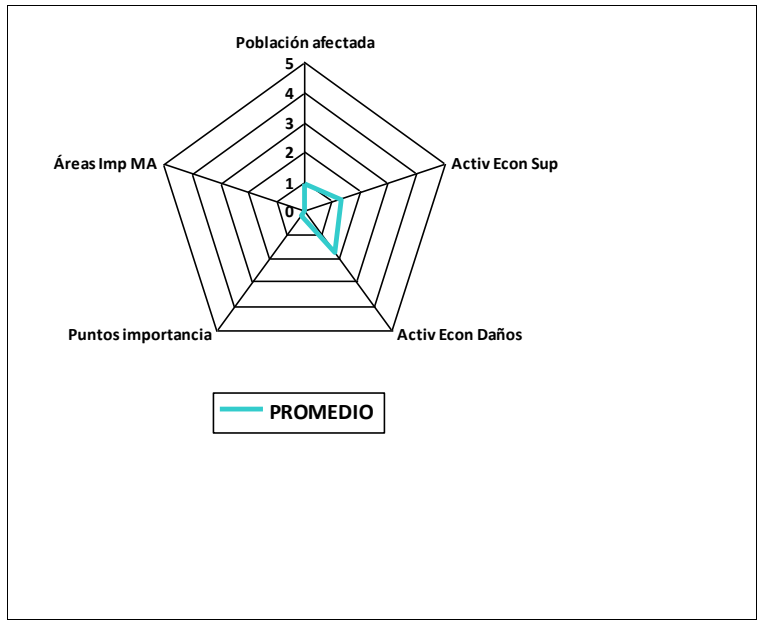 Población afectada
5
4
3
2
1
0
Áreas Imp MA
Activ Econ Sup
Puntos importancia
Activ Econ Daños
PROMEDIO